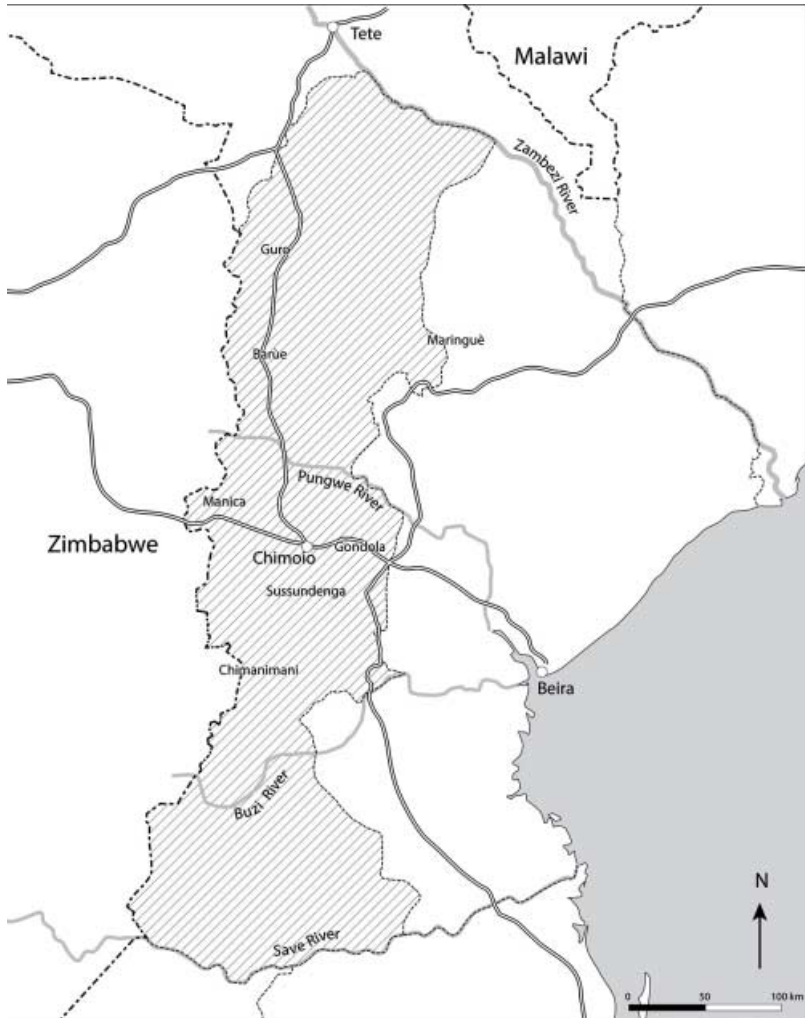 Tete
Malawi
Zambezi River
Guro
Barùe
Maringuè
Pungwe River
Manica
Zimbabwe
Chimoio
Gondola
Sussundenga
Chimanimani
Beira
Buzi River
N
Save River
0 50 100 km